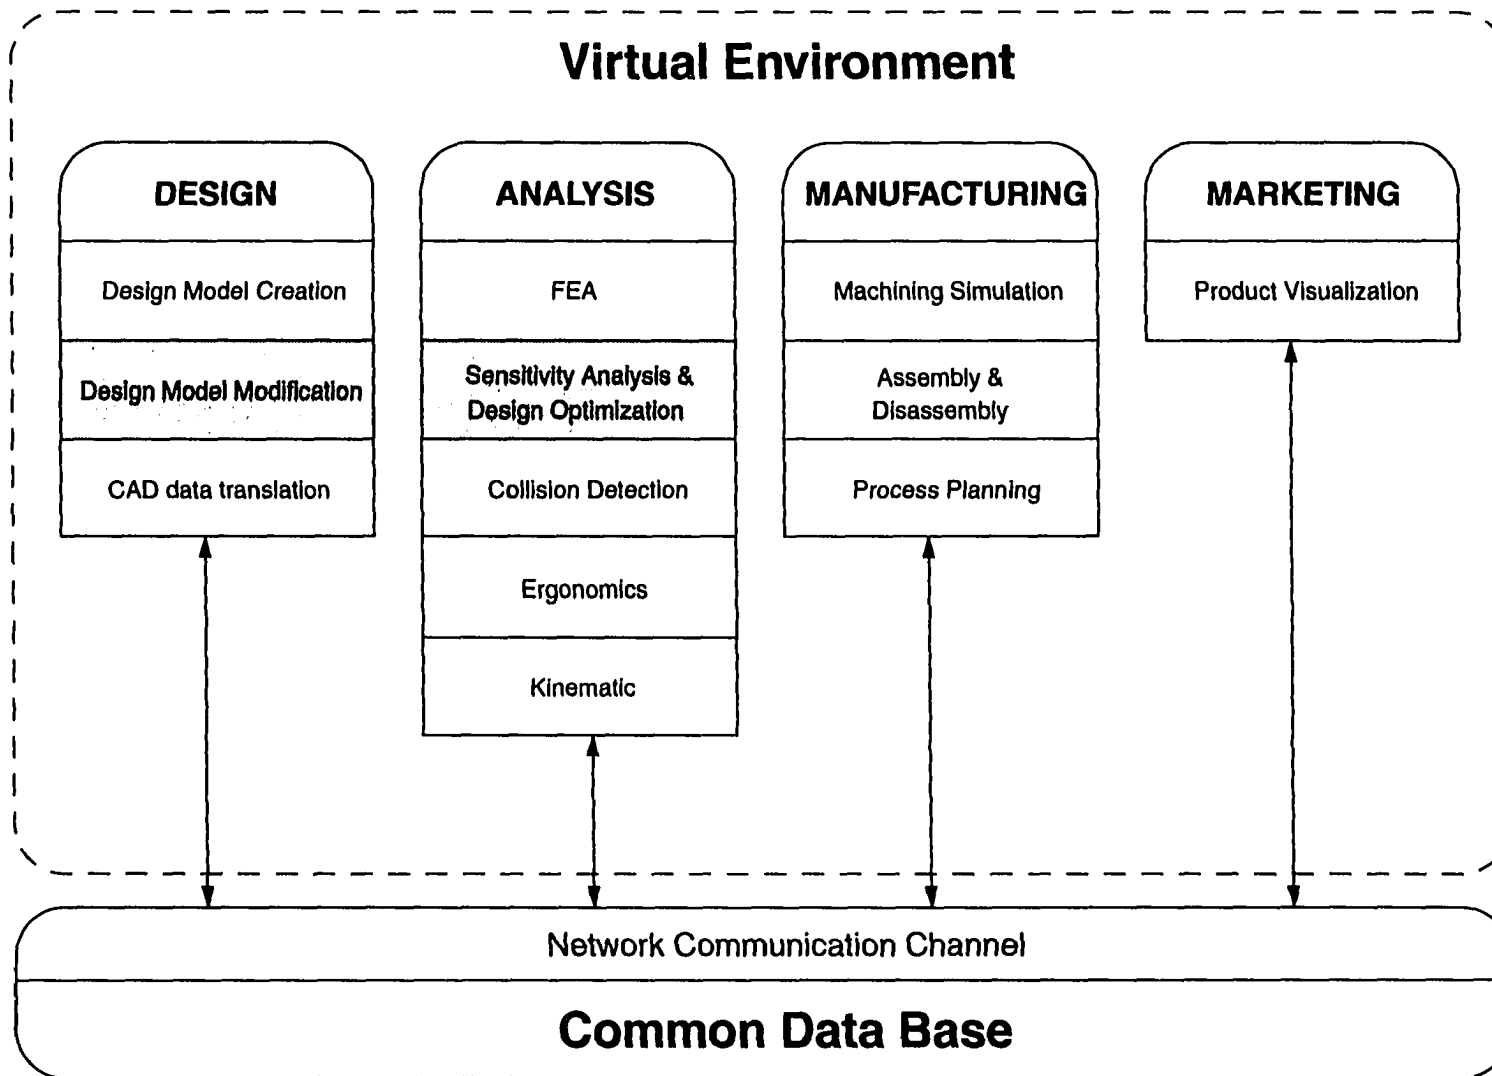 Virtual Environment
DESIGN
Design Model Creation
Design Model Modification
CAD data translation
ANALYSIS
FEA
Sensitivity Analysis &
Design Optimization
Collision Detection
Ergonomics
Kinematic
MANUFACTURING
Machining Simulation
Assembly &
Disassembly
Process Planning
MARKETING
Product Visualization
Network Communication Channel
Common Data Base